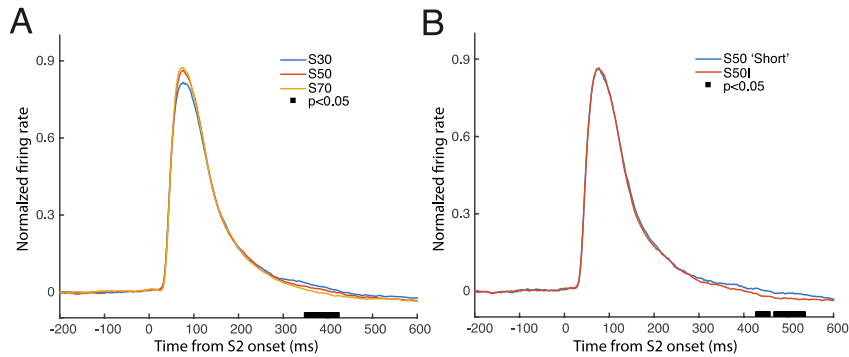 A
Normalized firing rate
0.9
0.6
0.3
0
S30
S50
S70
p<0.05
-200 -100 0 100 200 300 400 500 600
Time from S2 onset (ms)
B
Normalized firing rate
0.9
0.6
0.3
0
S50 'Short'
S50I
p<0.05
-200 -100 0 100 200 300 400 500 600
Time from S2 onset (ms)